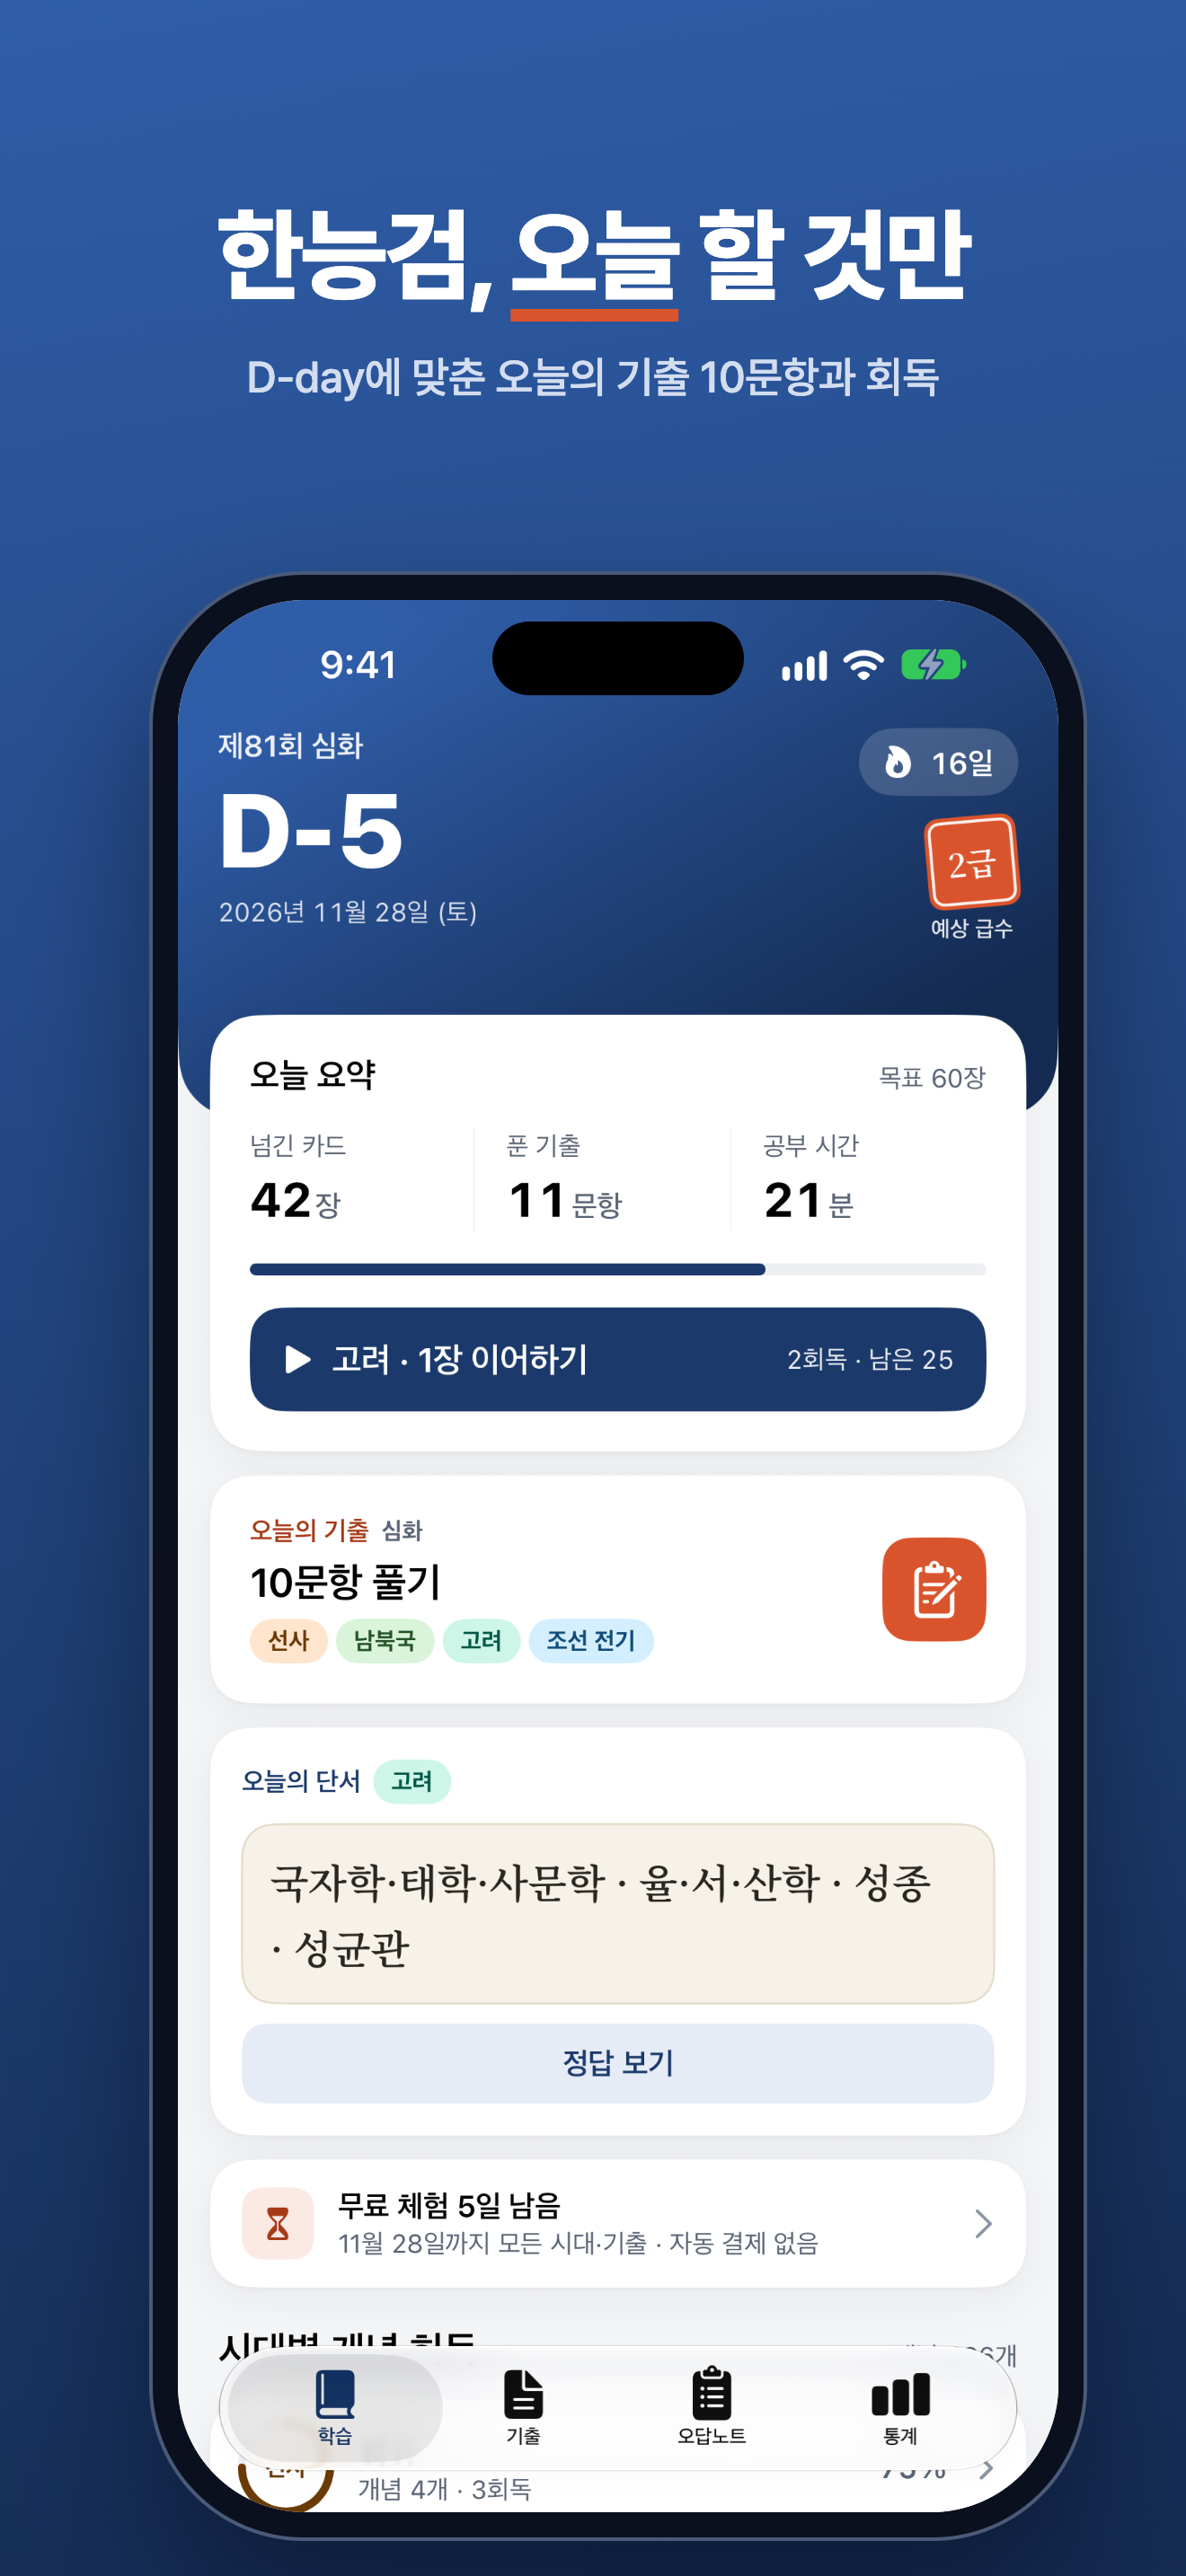 한능검, 오늘 할 것만
D-day에 맞춘 오늘의 기출 10문항과 회독
9:41
제81회 심화
16일
D-5
2급
2026년 11월 28일 (토)
예상 급수
오늘 요약
목표 60장
넘긴 카드
푼 기출
공부 시간
42장
11문항
21분
고려 · 1장 이어하기
2회독 · 남은 25
오늘의 기출 심화
10문항 풀기
선사 남북국 고려 조선 전기
오늘의 단서 고려
국자학·태학·사문학 · 율·서·산학 · 성종
· 성균관
정답 보기
무료 체험 5일 남음
11월 28일까지 모든 시대·기출 · 자동 결제 없음
시대별 개념 회독
학습
기출
오답노트
통계
개념 4개 · 3회독